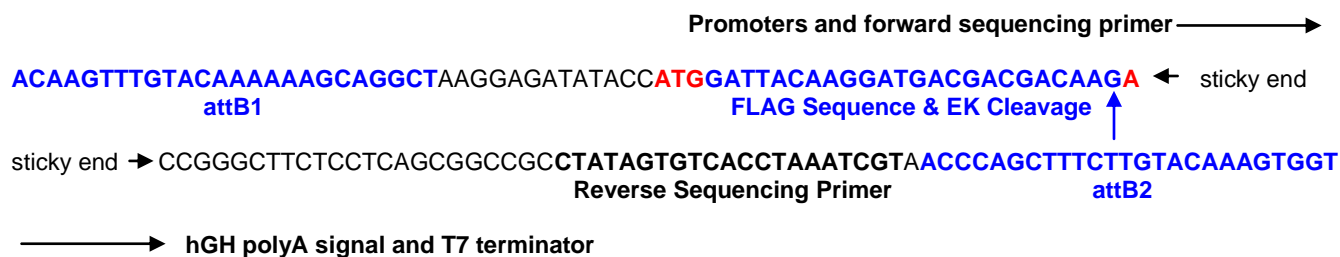 Promoters and forward sequencing primer
ACAAGTTTGTACAAAAAAGCAGGCTAAGGAGATATACCATGGATTACAAGGATGACGACGACAAGA sticky end
attB1 FLAG Sequence & EK Cleavage
sticky end CCGGGCTTCTCCTCAGCGGCCGCCTATAGTGTCACCTAAATCGTAACCCAGCTTTCTTGTACAAAGTGGT
Reverse Sequencing Primer attB2
hGH polyA signal and T7 terminator